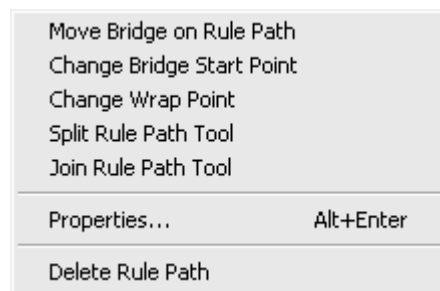 Move Bridge on Rule Path
Change Bridge Start Point
Change Wrap Point
Split Rule Path Tool
Join Rule Path Tool
Properties... Alt+Enter
Delete Rule Path